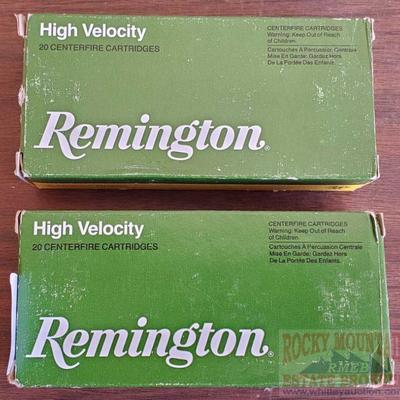 High Velocity
20 CENTERFIRE CARTRIDGES
CENTERFIRE CARTRIDGES
Warning: Keep Out of Reach
of Children.
Cartouches A Percussion Centrale
Mise En Garde: Gardez Hors
De La Portée Des Enfants.
Remington®
High Velocity
20 CENTERFIRE CARTRIDGES
CENTERFIRE CARTRIDGES
Warning: Keep Out of Reach
of Children.
Cartouches A Percussion Centrale
Mise En Garde: Gardez Hors
De La Portée Des Enfants.
Remington®
ROCKY MOUNTA
RMEB
ESTATE BRO